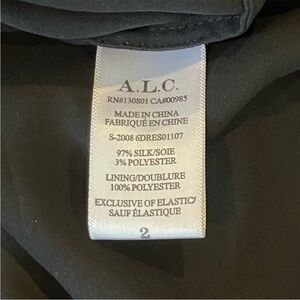 A.L.C.
RN#130801 CA#00985
MADE IN CHINA
FABRIQUÉ EN CHINE
S-2008 6DRES01107
97% SILK/SOIE
3% POLYESTER
LINING/DOUBLURE
100% POLYESTER
EXCLUSIVE OF ELASTIC/
SAUF ÉLASTIQUE
2